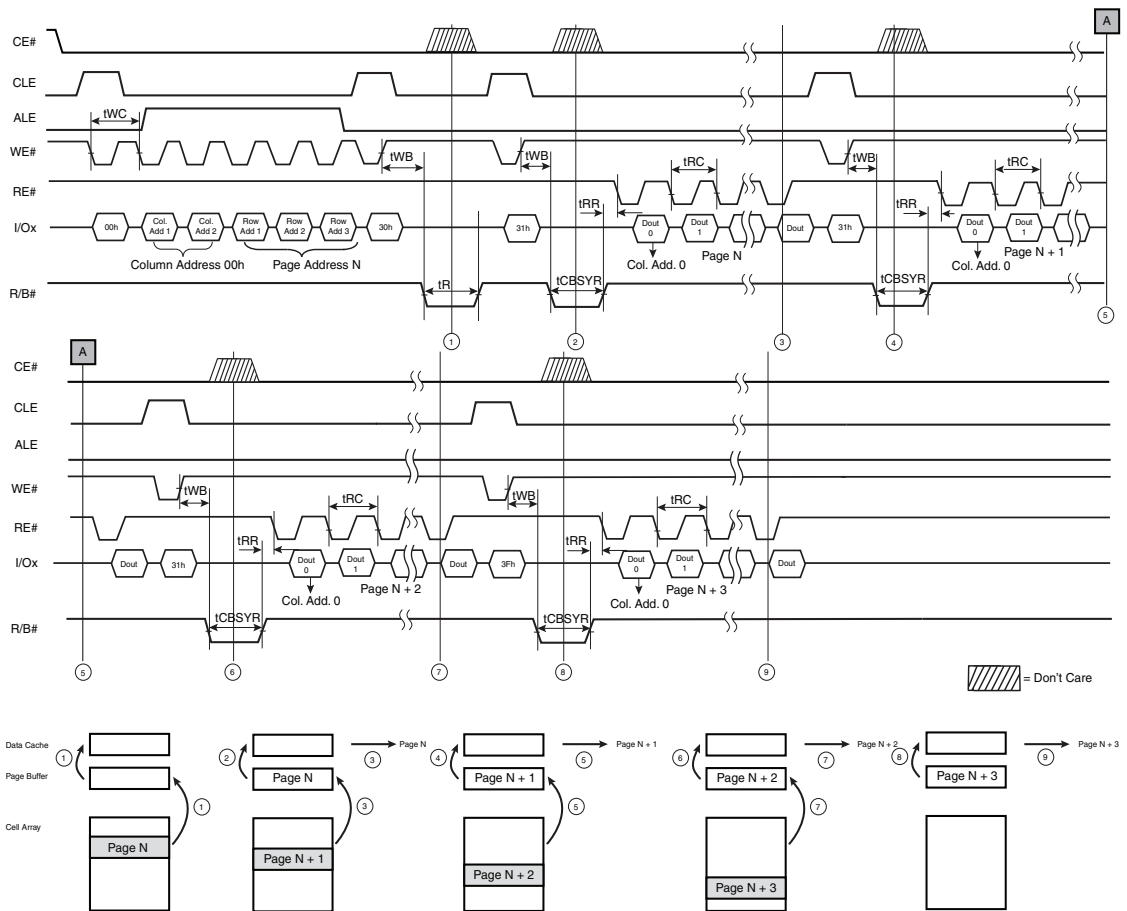 A
CE#
CLE
ALE
tWC
WE#
tWB
tWB
tRC
tWB
tRC
RE#
tRR
tRR
I/Ox
00h
Col. Add 1
Col. Add 2
Row Add 1
Row Add 2
Row Add 3
30h
31h
Dout 0
Dout 1
Dout
31h
Dout 0
Dout 1
Column Address 00h
Page Address N
Col. Add. 0
Page N
Col. Add. 0
Page N + 1
R/B#
tR
tCBSYR
tCBSYR
1
2
3
4
5
A
CE#
CLE
ALE
WE#
tWB
tRC
tWB
tRC
RE#
tRR
tRR
I/Ox
Dout
31h
Dout 0
Dout 1
Dout
3Fh
Dout 0
Dout 1
Dout
Col. Add. 0
Page N + 2
Col. Add. 0
Page N + 3
R/B#
tCBSYR
tCBSYR
5
6
7
8
9
= Don't Care
Data Cache
1
2
3
Page N
4
5
Page N + 1
6
7
Page N + 2
8
9
Page N + 3
Page Buffer
Page N
Page N + 1
Page N + 2
Page N + 3
1
3
5
7
Cell Array
Page N
Page N + 1
Page N + 2
Page N + 3